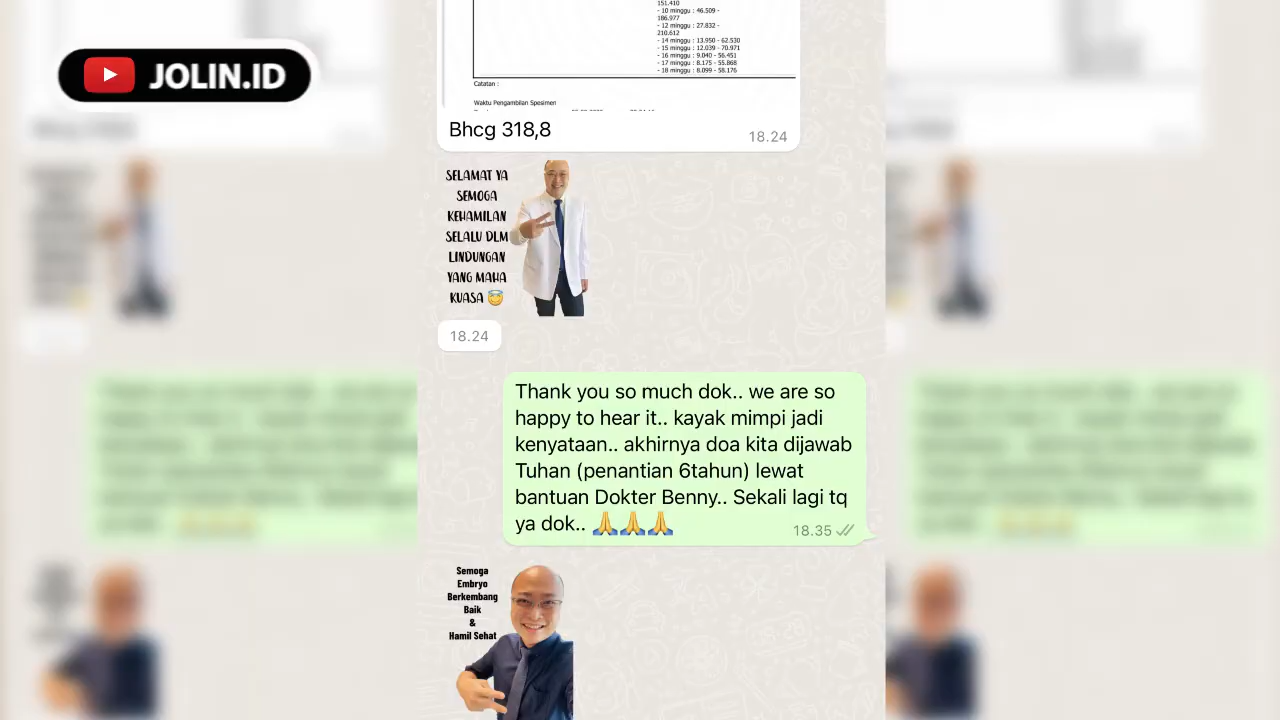 JOLIN.ID
151.410
- 10 minggu : 46.509 -
186.977
- 12 minggu : 27.832 -
210.612
- 14 minggu : 13.950 - 62.530
- 15 minggu : 12.039 - 70.971
- 16 minggu : 9.040 - 56.451
- 17 minggu : 8.175 - 55.868
- 18 minggu : 8.099 - 58.176
Catatan :
Waktu Pengambilan Spesimen
Bhcg 318,8
18.24
SELAMAT YA
SEMOGA
KEHAMILAN
SELALU DLM
LINDUNGAN
YANG MAHA
KUASA 😇
18.24
Thank you so much dok.. we are so
happy to hear it.. kayak mimpi jadi
kenyataan.. akhirnya doa kita dijawab
Tuhan (penantian 6tahun) lewat
bantuan Dokter Benny.. Sekali lagi tq
ya dok.. 🙏🙏🙏
18.35
Semoga
Embryo
Berkembang
Baik
&
Hamil Sehat